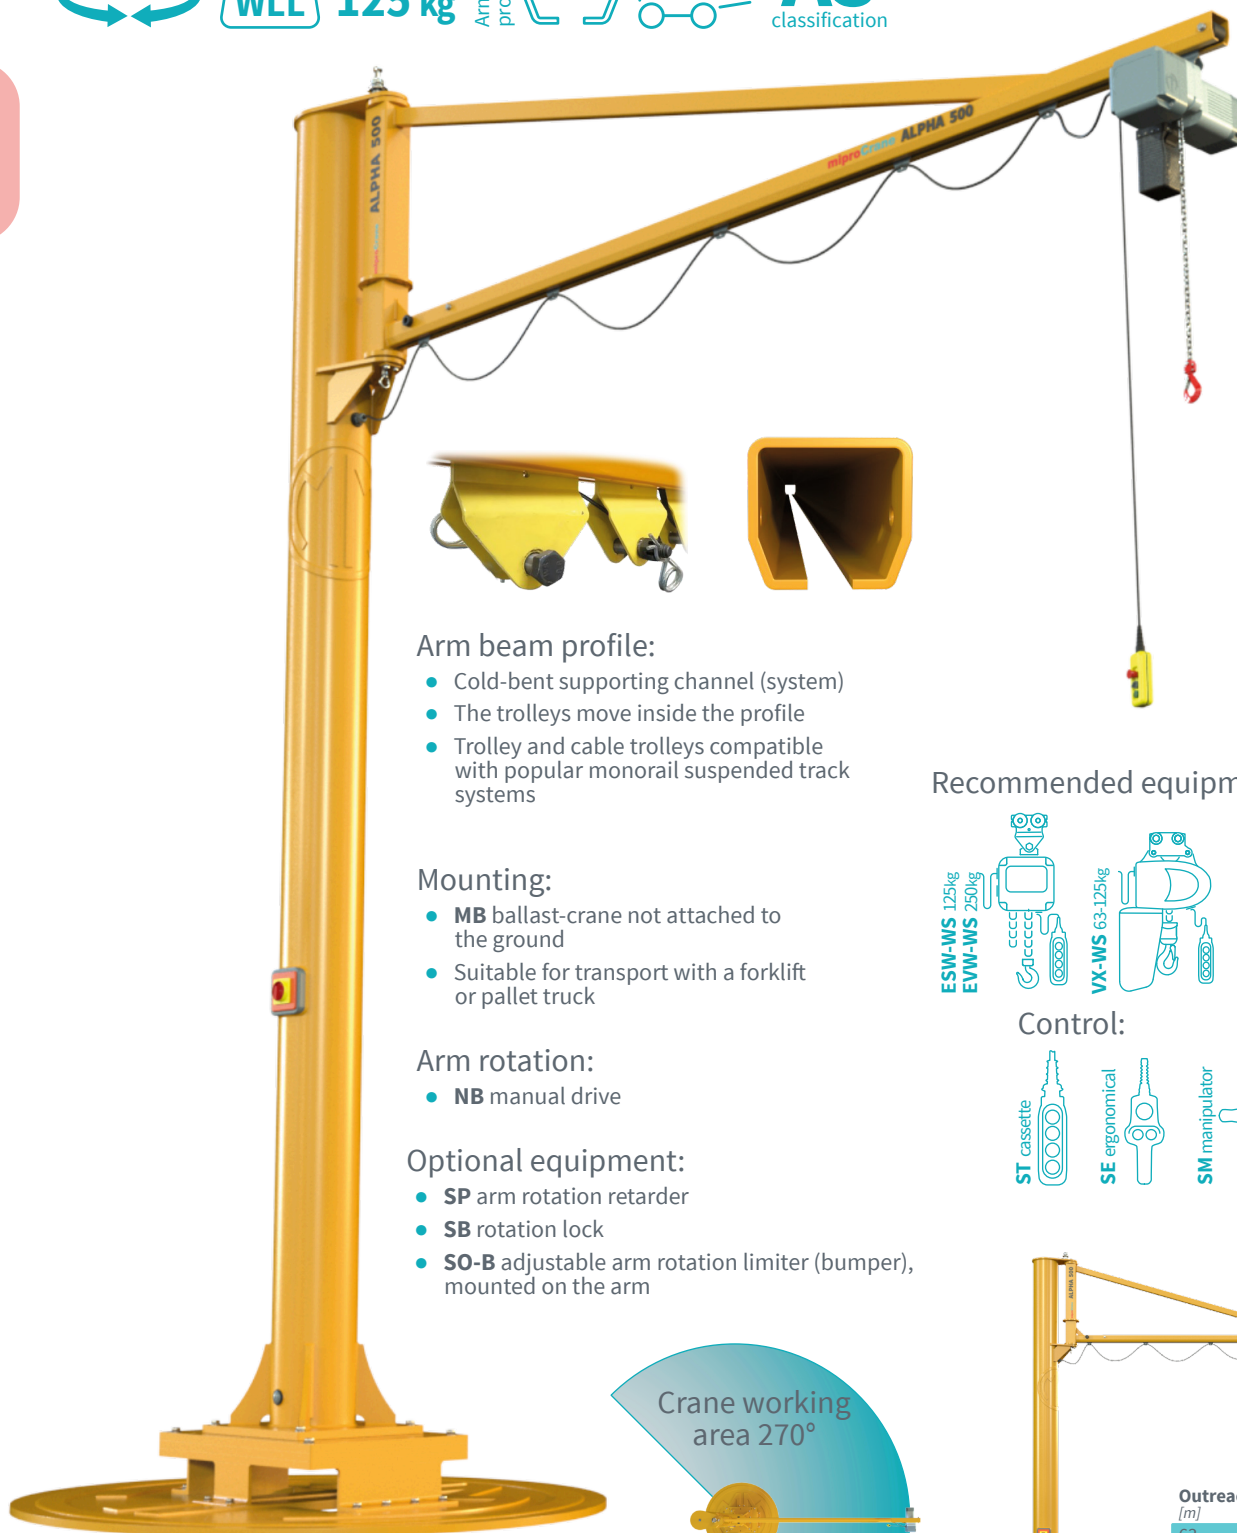 WLL 125 kg
classification
ALPHA 500
miproCrane ALPHA 500
miproCrane ALPHA 500
Arm beam profile:
● Cold-bent supporting channel (system)
● The trolleys move inside the profile
● Trolley and cable trolleys compatible
with popular monorail suspended track
systems
Mounting:
● MB ballast-crane not attached to
the ground
● Suitable for transport with a forklift
or pallet truck
Arm rotation:
● NB manual drive
Optional equipment:
● SP arm rotation retarder
● SB rotation lock
● SO-B adjustable arm rotation limiter (bumper),
mounted on the arm
Crane working
area 270°
Recommended equipm
ESW-WS 125kg
EVW-WS 250kg
VX-WS 63-125kg
Control:
ST cassette
SE ergonomical
SM manipulator
Outreac
[m]